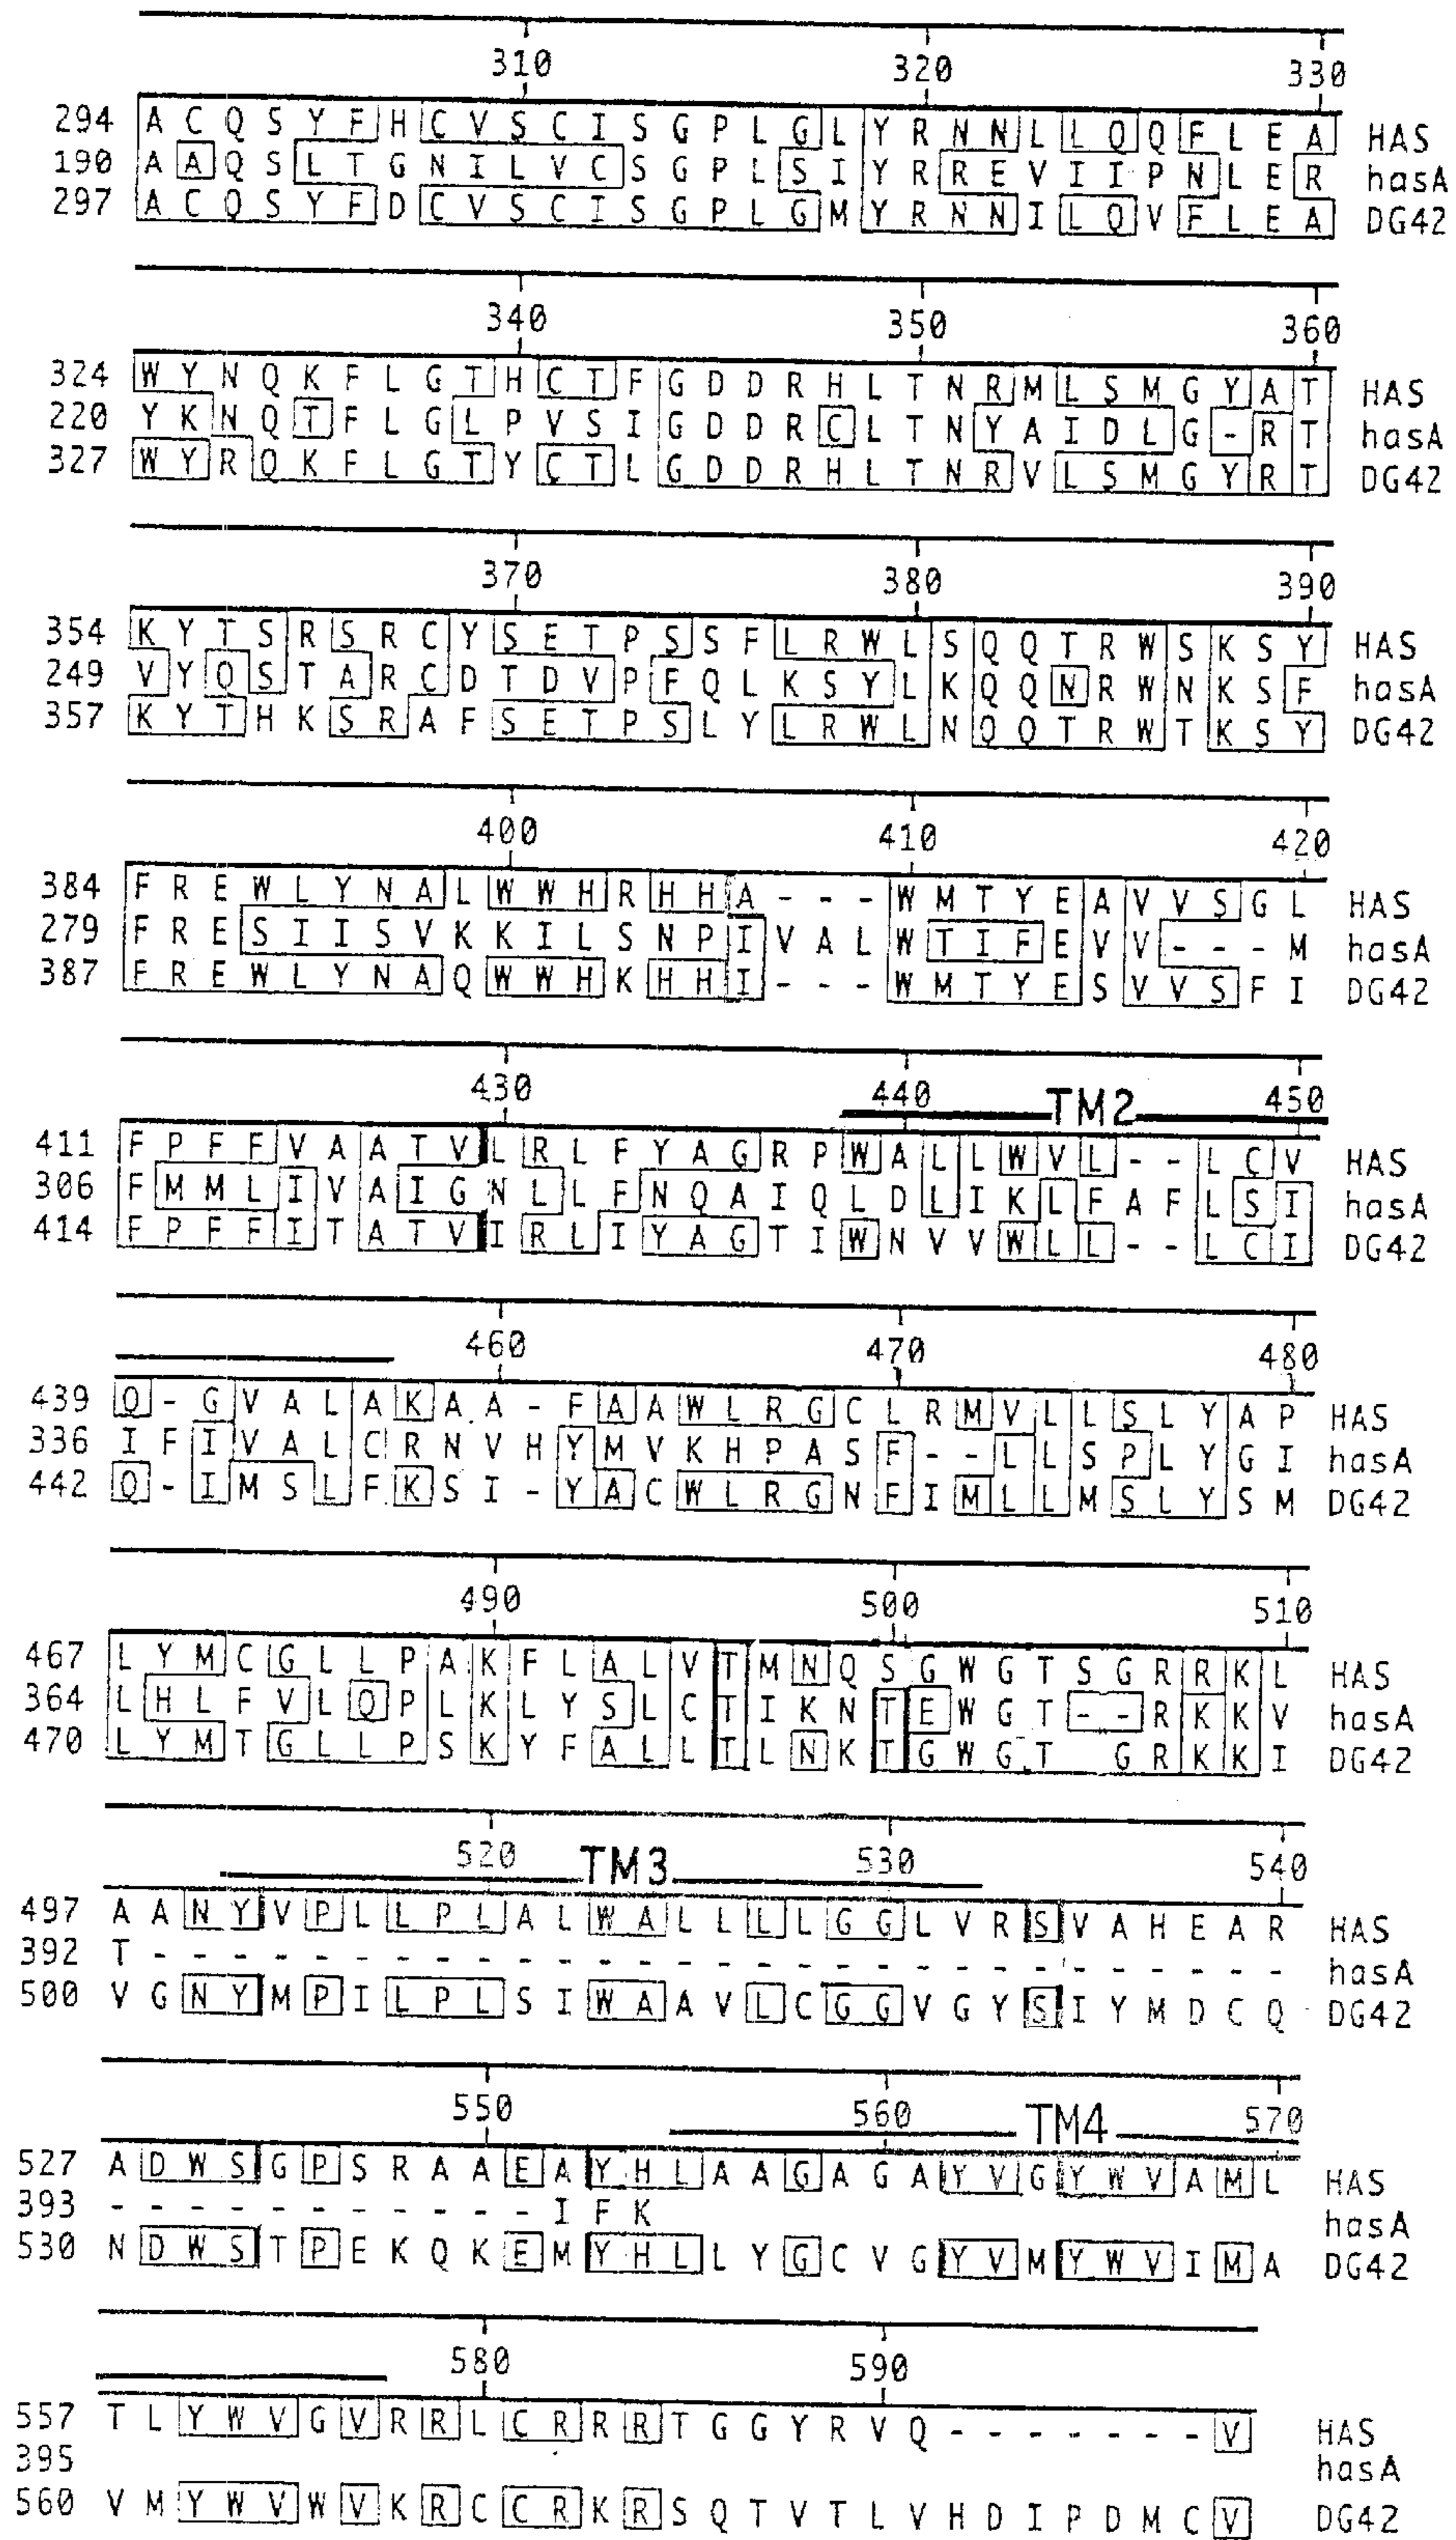 310 320 330
294 A C Q S Y F H C V S C I S G P L G L Y R N N L L Q Q F L E A HAS
190 A A Q S L T G N I L V C S G P L S I Y R R E V I I P N L E R hasA
297 A C Q S Y F D C V S C I S G P L G M Y R N N I L Q V F L E A DG42
340 350 360
324 W Y N Q K F L G T H C T F G D D R H L T N R M L S M G Y A T HAS
220 Y K N Q T F L G L P V S I G D D R C L T N Y A I D L G - R T hasA
327 W Y R Q K F L G T Y C T L G D D R H L T N R V L S M G Y R T DG42
370 380 390
354 K Y T S R S R C Y S E T P S S F L R W L S Q Q T R W S K S Y HAS
249 V Y Q S T A R C D T D V P F Q L K S Y L K Q Q N R W N K S F hasA
357 K Y T H K S R A F S E T P S L Y L R W L N Q Q T R W T K S Y DG42
400 410 420
384 F R E W L Y N A L W W H R H H A - - - W M T Y E A V V S G L HAS
279 F R E S I I S V K K I L S N P I V A L W T I F E V V - - - M hasA
387 F R E W L Y N A Q W W H K H H I - - - W M T Y E S V V S F I DG42
430 440 TM2 450
411 F P F F V A A T V L R L F Y A G R P W A L L W V L - - L C V HAS
306 F M M L I V A I G N L L F N Q A I Q L D L I K L F A F L S I hasA
414 F P F F I T A T V I R L I Y A G T I W N V V W L L - - L C I DG42
460 470 480
439 Q - G V A L A K A A - F A A W L R G C L R M V L L S L Y A P HAS
336 I F I V A L C R N V H Y M V K H P A S F - - L L S P L Y G I hasA
442 Q - I M S L F K S I - Y A C W L R G N F I M L L M S L Y S M DG42
490 500 510
467 L Y M C G L L P A K F L A L V T M N Q S G W G T S G R R K L HAS
364 L H L F V L Q P L K L Y S L C T I K N T E W G T - - R K K V hasA
470 L Y M T G L L P S K Y F A L L T L N K T G W G T G R K K I DG42
520 TM3 530 540
497 A A N Y V P L L P L A L W A L L L L G G L V R S V A H E A R HAS
392 T - - - - - - - - - - - - - - - - - - - - - - - - - - - - - hasA
500 V G N Y M P I L P L S I W A A V L C G G V G Y S I Y M D C Q DG42
550 560 TM4 570
527 A D W S G P S R A A E A Y H L A A G A G A Y V G Y W V A M L HAS
393 - - - - - - - - - - - I F K hasA
530 N D W S T P E K Q K E M Y H L L Y G C V G Y V M Y W V I M A DG42
580 590
557 T L Y W V G V R R L C R R R T G G Y R V Q - - - - - - - V HAS
395 hasA
560 V M Y W V W V K R C C R K R S Q T V T L V H D I P D M C V DG42